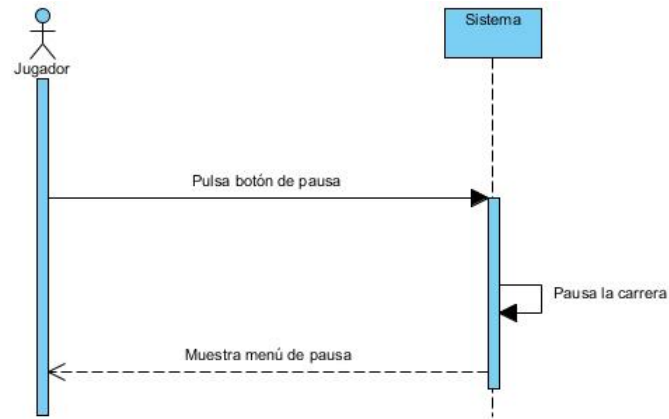 Sistema
Jugador
Pulsa botón de pausa
Pausa la carrera
Muestra menú de pausa